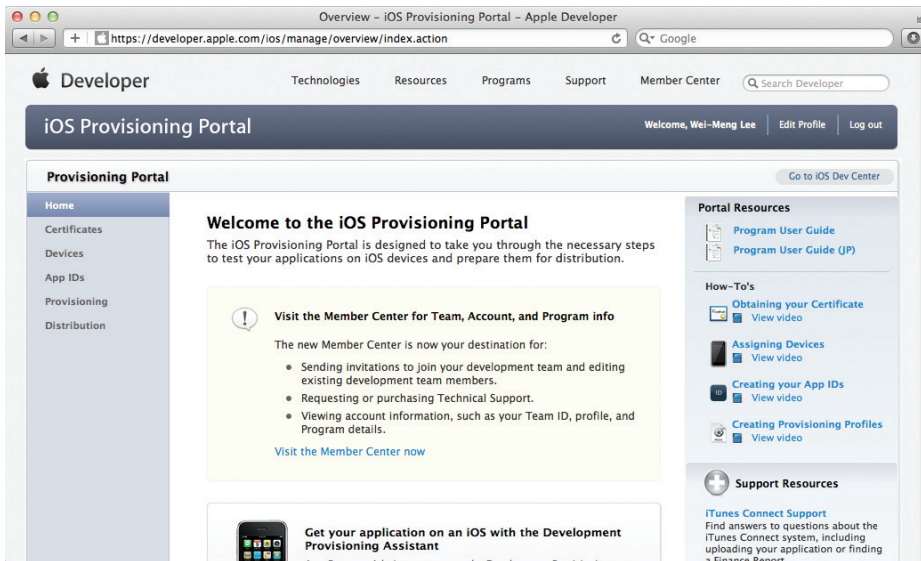 Overview – iOS Provisioning Portal – Apple Developer
https://developer.apple.com/ios/manage/overview/index.action
Google
Developer
Technologies Resources Programs Support Member Center
Search Developer
iOS Provisioning Portal
Welcome, Wei-Meng Lee Edit Profile Log out
Provisioning Portal
Go to iOS Dev Center
Home
Certificates
Devices
App IDs
Provisioning
Distribution
Welcome to the iOS Provisioning Portal
The iOS Provisioning Portal is designed to take you through the necessary steps
to test your applications on iOS devices and prepare them for distribution.
Visit the Member Center for Team, Account, and Program info
The new Member Center is now your destination for:
Sending invitations to join your development team and editing
existing development team members.
Requesting or purchasing Technical Support.
Viewing account information, such as your Team ID, profile, and
Program details.
Visit the Member Center now
Get your application on an iOS with the Development
Provisioning Assistant
Portal Resources
Program User Guide
Program User Guide (JP)
How-To's
Obtaining your Certificate
View video
Assigning Devices
View video
ID
Creating your App IDs
View video
Creating Provisioning Profiles
View video
Support Resources
iTunes Connect Support
Find answers to questions about the
iTunes Connect system, including
uploading your application or finding
a Finance Report